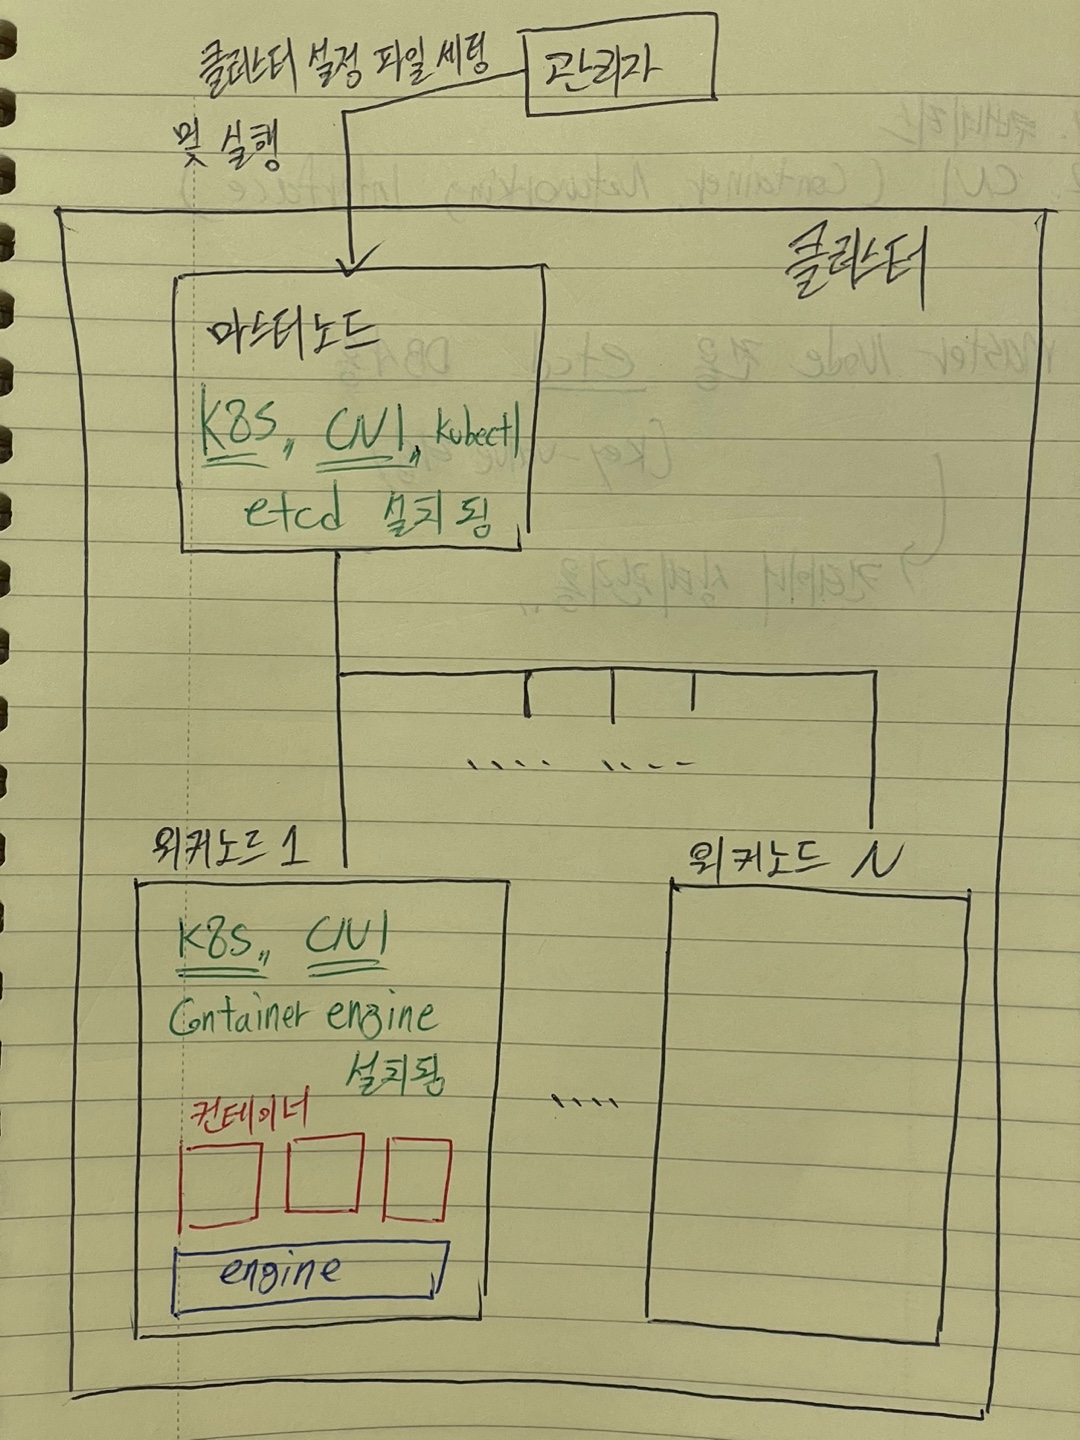 클러스터 설정 파일 세팅
및 실행
관리자
클러스터
마스터노드
K8S, CNI, kubectl
etcd 설치됨
워커노드 1
워커노드 N
K8S, CNI
Container engine
설치됨
컨테이너
engine